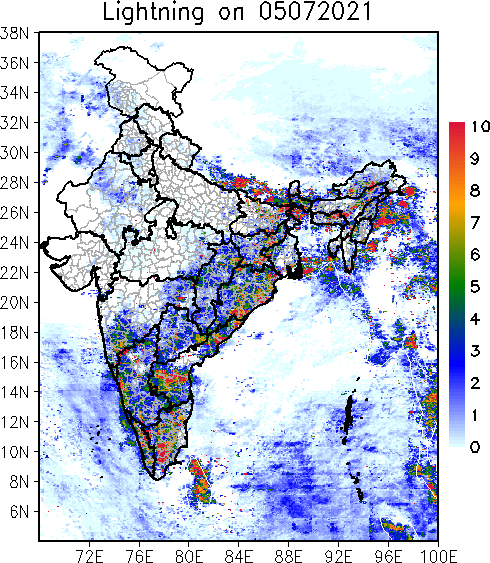 Lightning on 05072021
38N
36N
34N
32N
30N
28N
26N
24N
22N
20N
18N
16N
14N
12N
10N
8N
6N
72E 76E 80E 84E 88E 92E 96E 100E
10
9
8
7
6
5
4
3
2
1
0